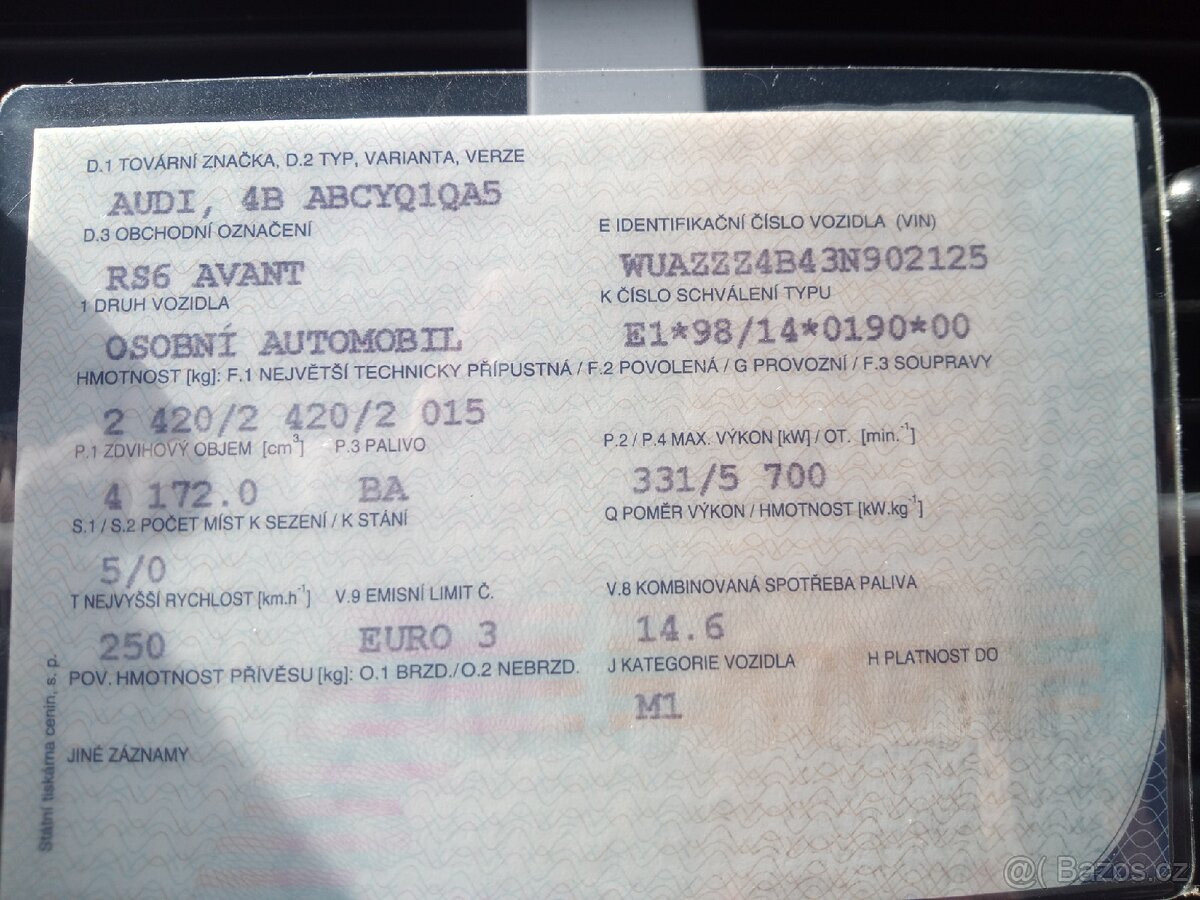 D.1 TOVÁRNÍ ZNAČKA, D.2 TYP, VARIANTA, VERZE
AUDI, 4B ABCYQ1QA5
D.3 OBCHODNÍ OZNAČENÍ
E IDENTIFIKAČNÍ ČÍSLO VOZIDLA (VIN)
RS6 AVANT
WUAZZZ4B43N902125
1 DRUH VOZIDLA
K ČÍSLO SCHVÁLENÍ TYPU
OSOBNÍ AUTOMOBIL
E1*98/14*0190*00
HMOTNOST [kg]: F.1 NEJVĚTŠÍ TECHNICKY PŘÍPUSTNÁ / F.2 POVOLENÁ / G PROVOZNÍ / F.3 SOUPRAVY
2 420/2 420/2 015
P.1 ZDVIHOVÝ OBJEM [cm³] P.3 PALIVO
P.2 / P.4 MAX. VÝKON [kW] / OT. [min.⁻¹]
4 172.0 BA
331/5 700
S.1 / S.2 POČET MÍST K SEZENÍ / K STÁNÍ
Q POMĚR VÝKON / HMOTNOST [kW.kg⁻¹]
5/0
T NEJVYŠŠÍ RYCHLOST [km.h⁻¹] V.9 EMISNÍ LIMIT Č.
V.8 KOMBINOVANÁ SPOTŘEBA PALIVA
250 EURO 3
14.6
POV. HMOTNOST PŘÍVĚSU [kg]: O.1 BRZD./O.2 NEBRZD.
J KATEGORIE VOZIDLA H PLATNOST DO
M1
JINÉ ZÁZNAMY
Státní tiskárna cenin, s. p.
@( Bazos.cz